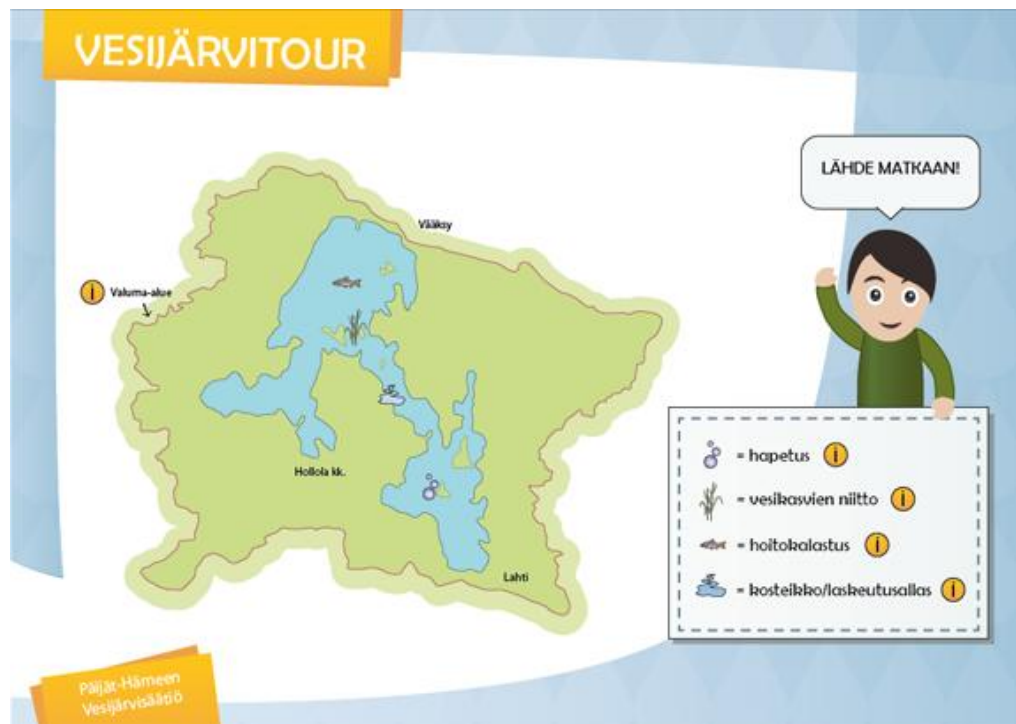 VESIJÄRVITOUR
LÄHDE MATKAAN!
Vääksy
i Valuma-alue
Hollola kk.
Lahti
= hapetus i
= vesikasvien niitto i
= hoitokalastus i
= kosteikko/laskeutusallas i
Päijät-Hämeen
Vesijärvisäätiö